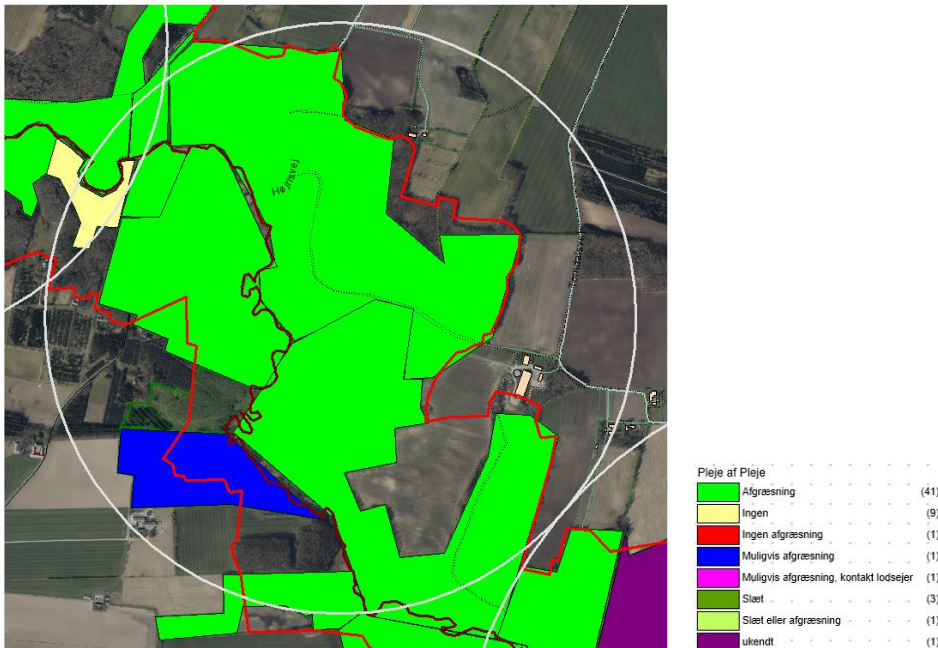 Højnsvej
Pleje af Pleje
Afgræsning (41)
Ingen (9)
Ingen afgræsning (1)
Muligvis afgræsning (1)
Muligvis afgræsning, kontakt lodsejer (1)
Slæt (3)
Slæt eller afgræsning (1)
ukendt (1)